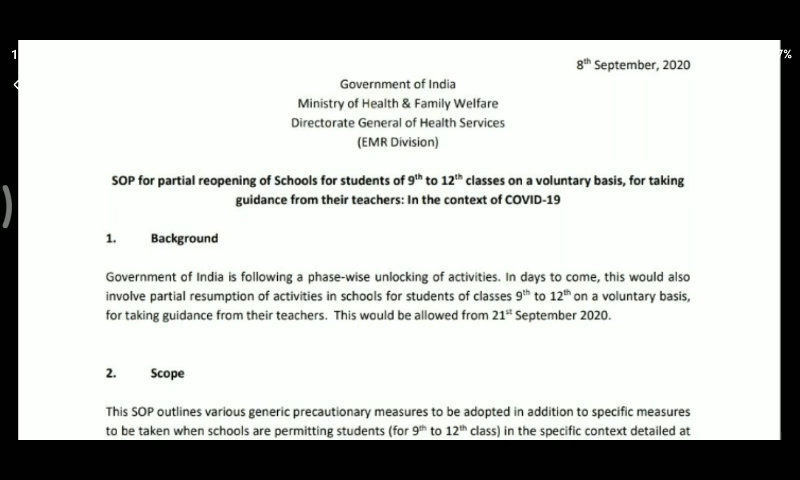 1
7%
8th September, 2020
Government of India
Ministry of Health & Family Welfare
Directorate General of Health Services
(EMR Division)
SOP for partial reopening of Schools for students of 9th to 12th classes on a voluntary basis, for taking
guidance from their teachers: In the context of COVID-19
1. Background
Government of India is following a phase-wise unlocking of activities. In days to come, this would also
involve partial resumption of activities in schools for students of classes 9th to 12th on a voluntary basis,
for taking guidance from their teachers. This would be allowed from 21st September 2020.
2. Scope
This SOP outlines various generic precautionary measures to be adopted in addition to specific measures
to be taken when schools are permitting students (for 9th to 12th class) in the specific context detailed at